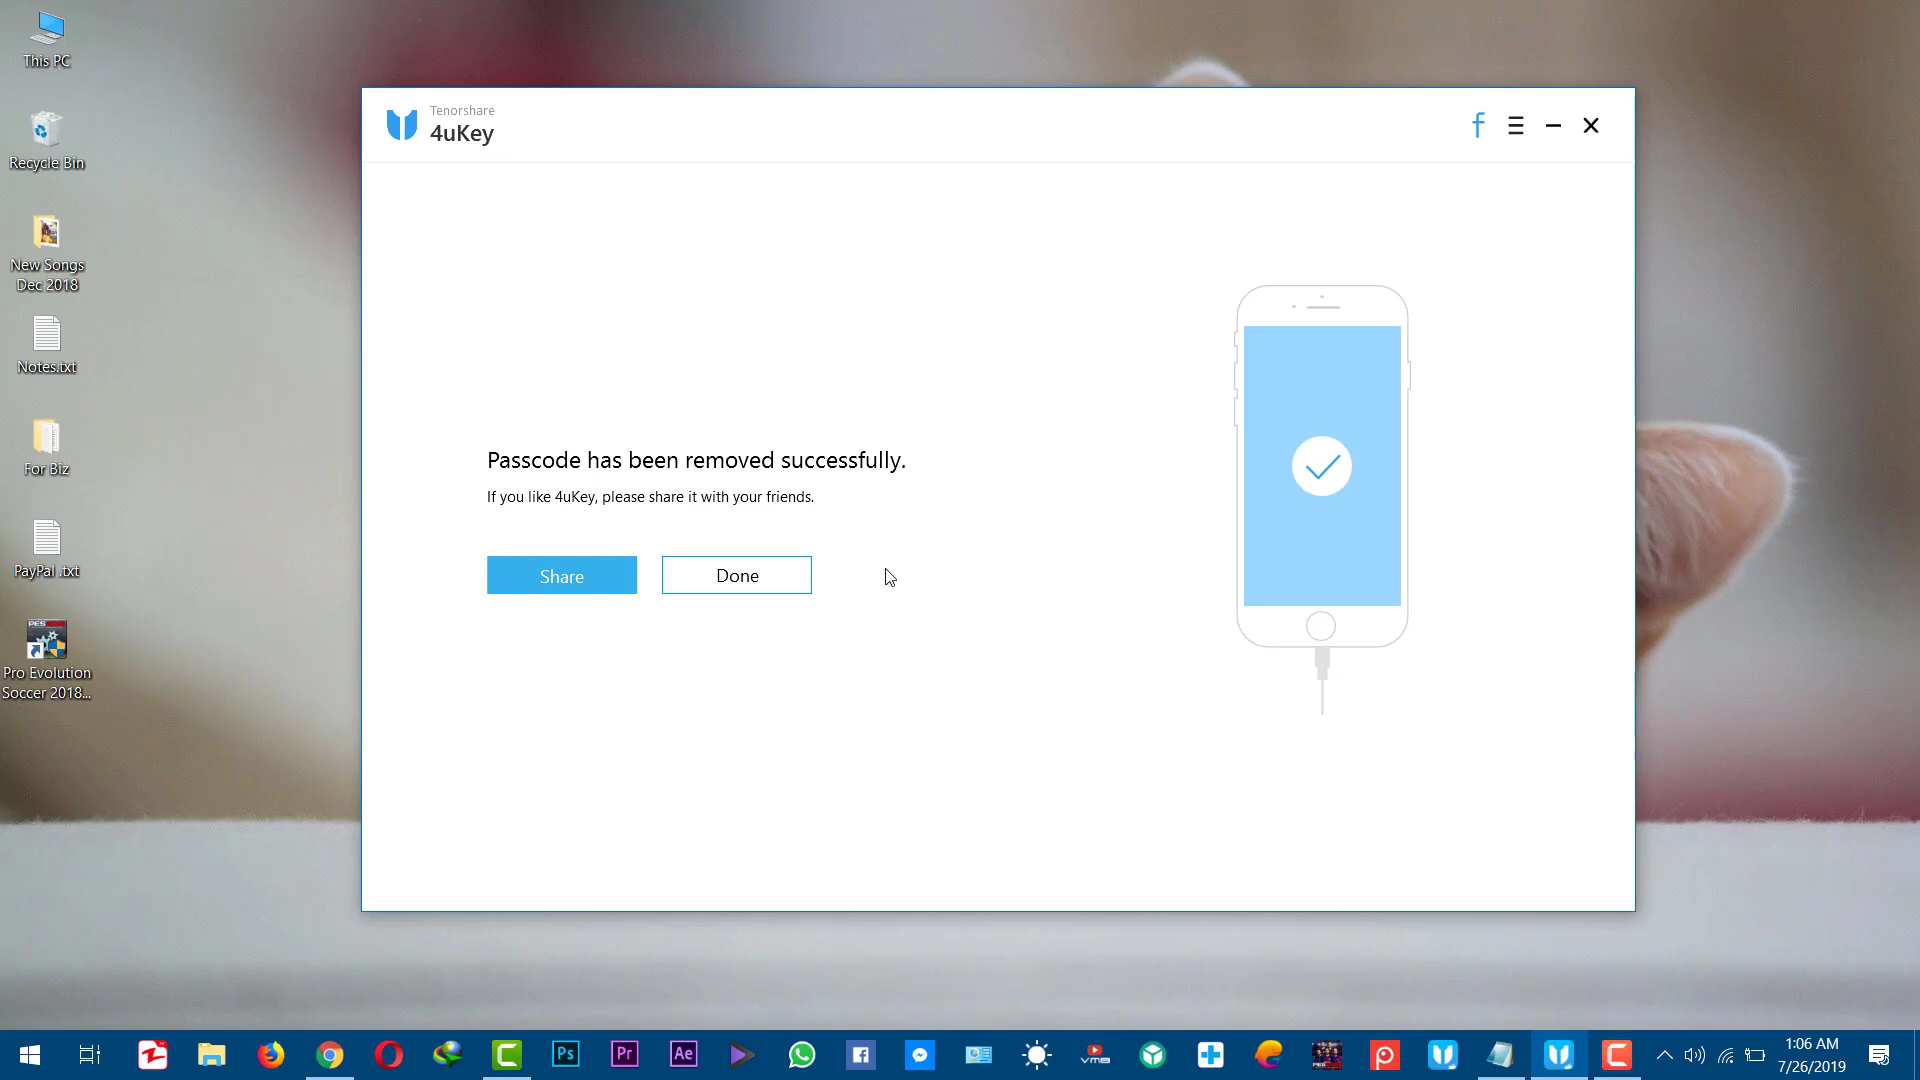 This PC
Recycle Bin
New Songs
Dec 2018
Notes.txt
For Biz
PayPal .txt
PES
Pro Evolution
Soccer 2018...
Tenorshare
4uKey
f
Passcode has been removed successfully.
If you like 4uKey, please share it with your friends.
Share
Done
Ps
Pr
Ae
VMB
1:06 AM
7/26/2019